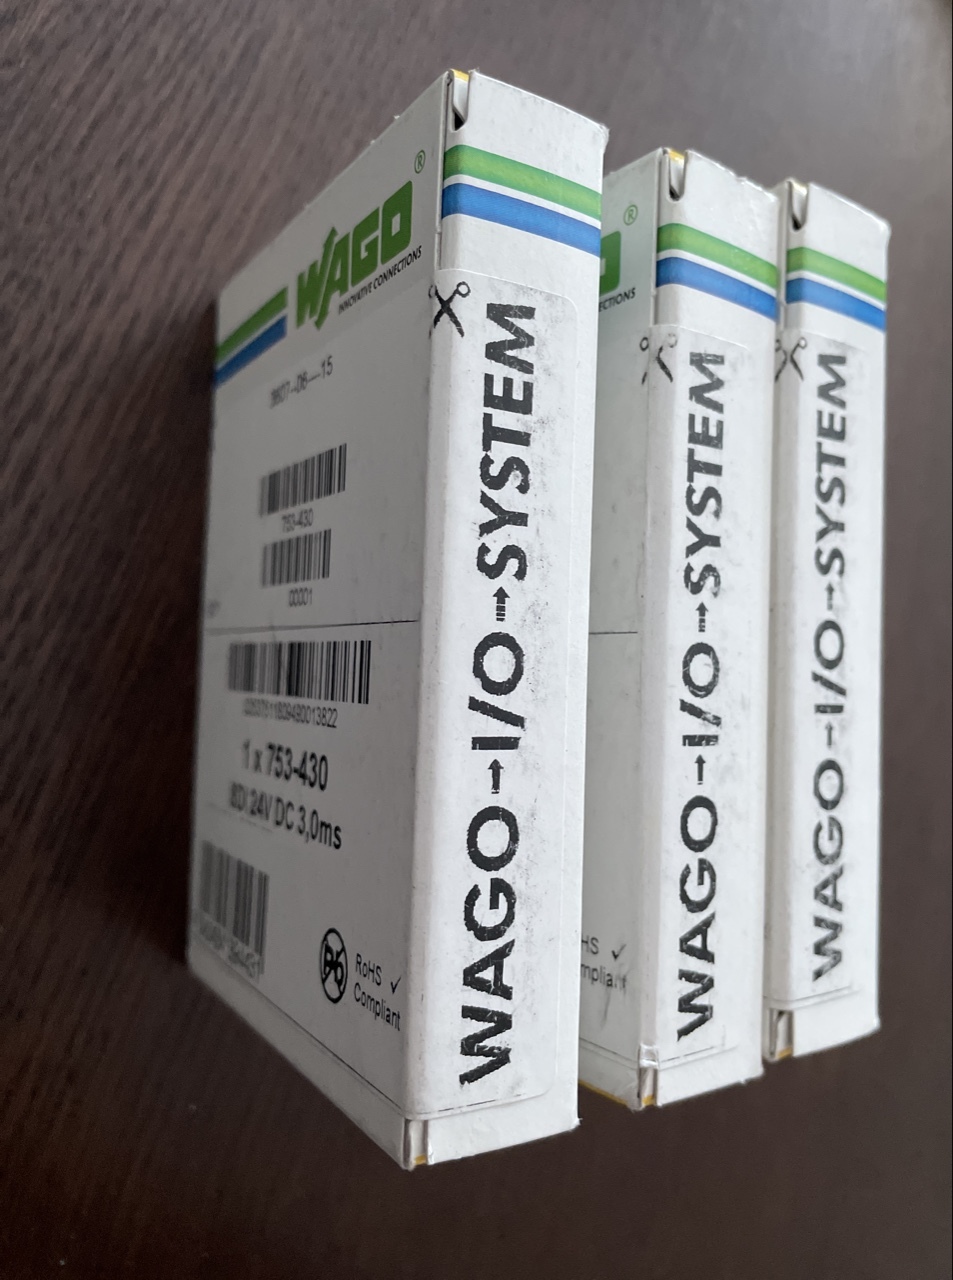 WAGO®
INNOVATIVE CONNECTIONS
753-430
00001
1 x 753-430
8DI 24V DC 3,0ms
Pb
RoHS ✓
Compliant
WAGO→I/O→SYSTEM
®
WAGO→I/O→SYSTEM
WAGO→I/O→SYSTEM